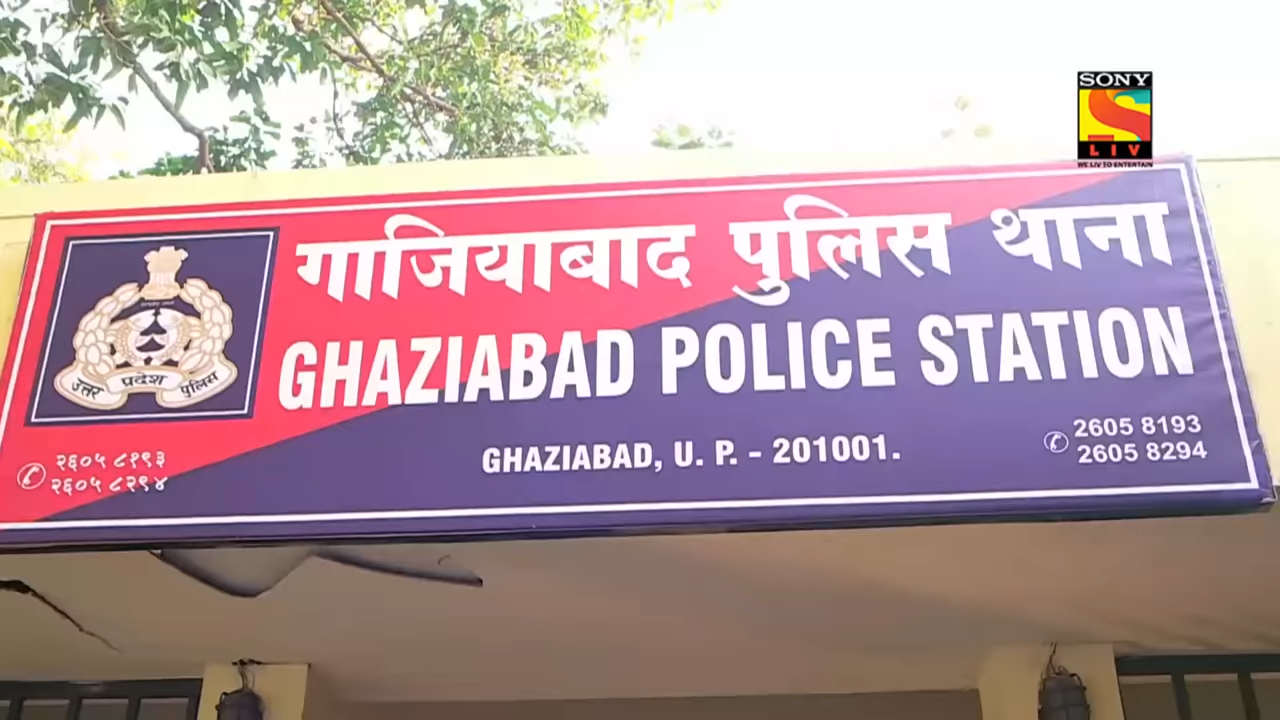 SONY
LIV
WE LIV TO ENTERTAIN
गाजियाबाद पुलिस थाना
GHAZIABAD POLICE STATION
उत्तर प्रदेश पुलिस
GHAZIABAD, U. P. - 201001.
२६०५ ८१९३
२६०५ ८२९४
2605 8193
2605 8294